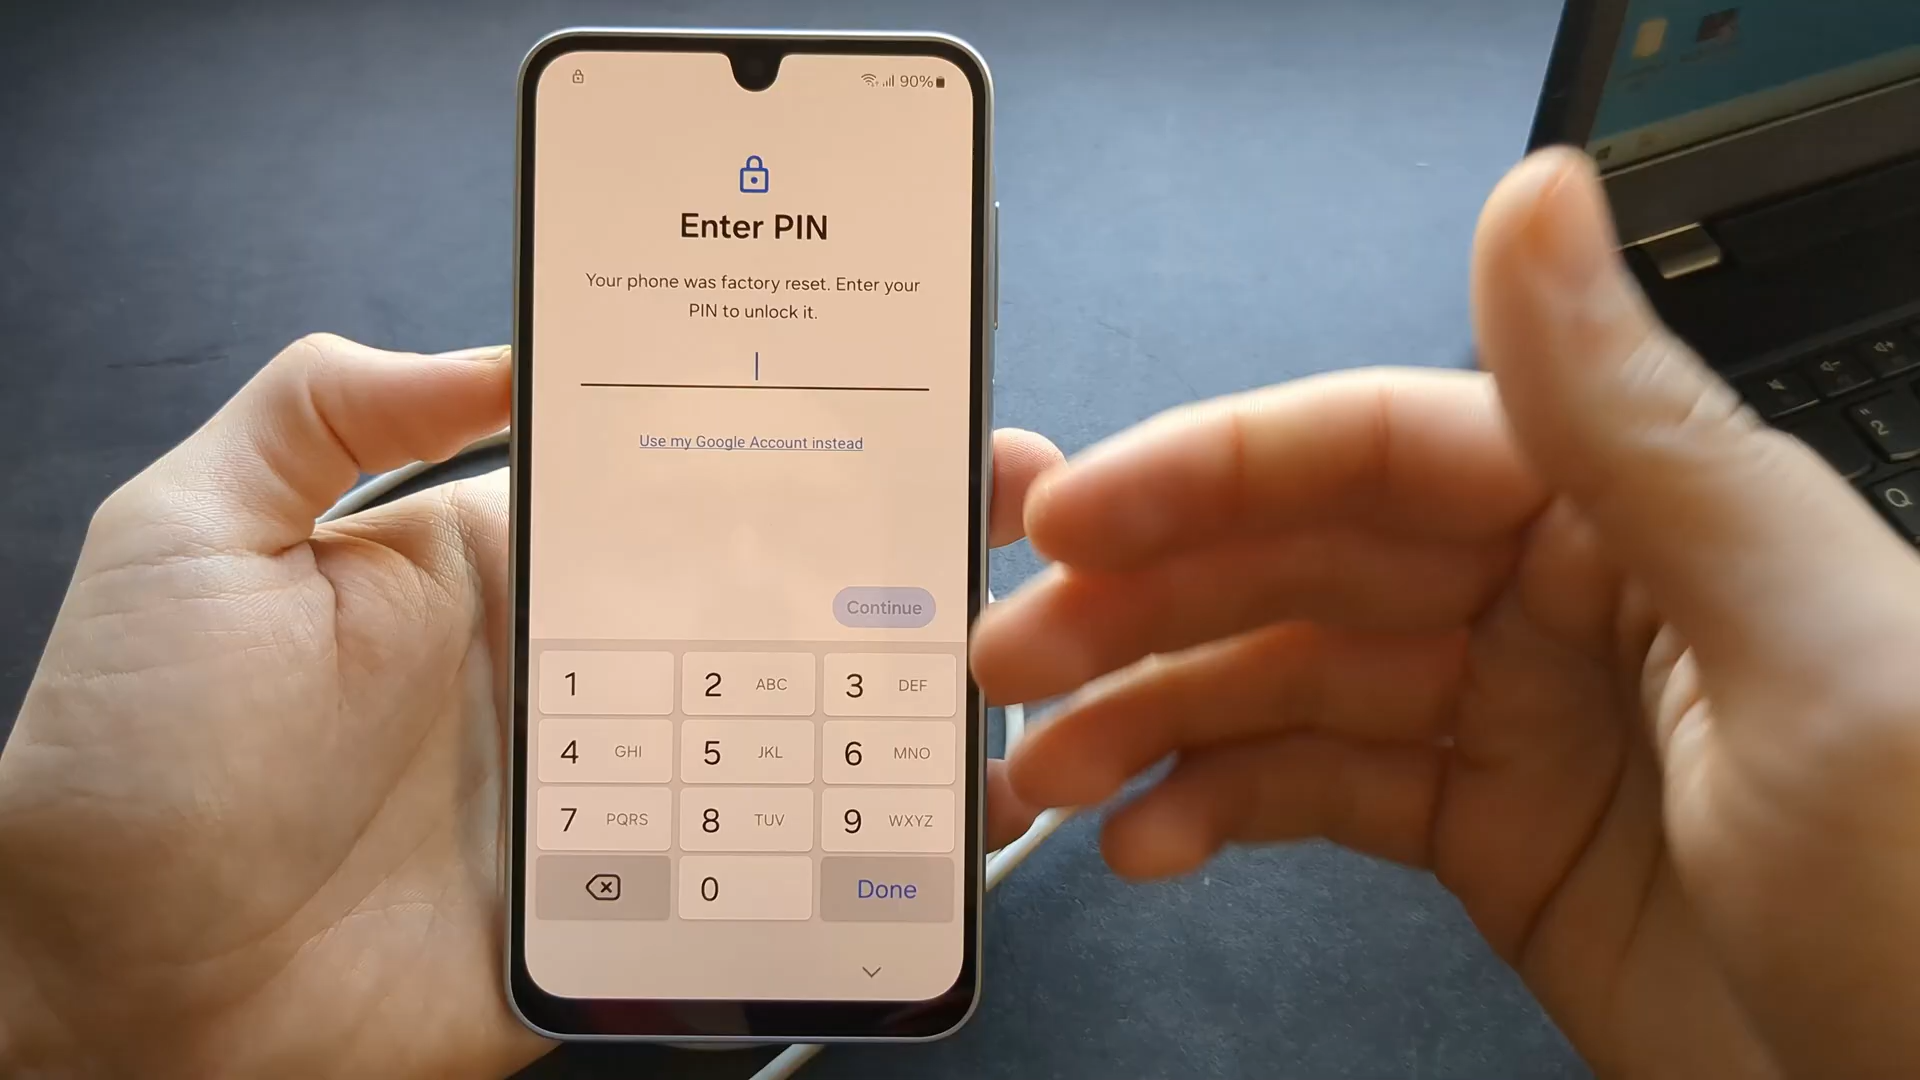 90%
Enter PIN
Your phone was factory reset. Enter your
PIN to unlock it.
Use my Google Account instead
Continue
1
2 ABC
3 DEF
4 GHI
5 JKL
6 MNO
7 PQRS
8 TUV
9 WXYZ
0
Done
2
Q